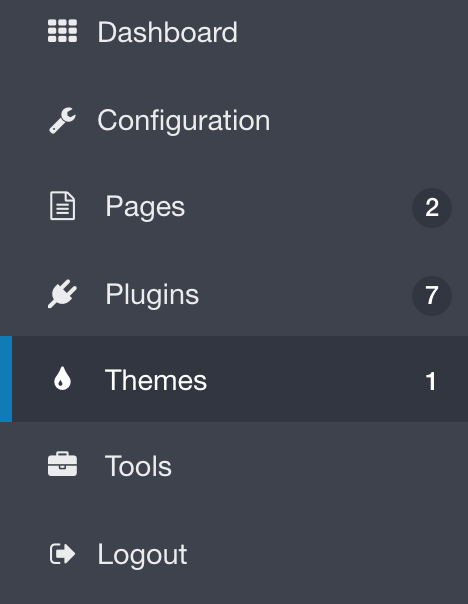 Dashboard
Configuration
Pages 2
Plugins 7
Themes 1
Tools
Logout